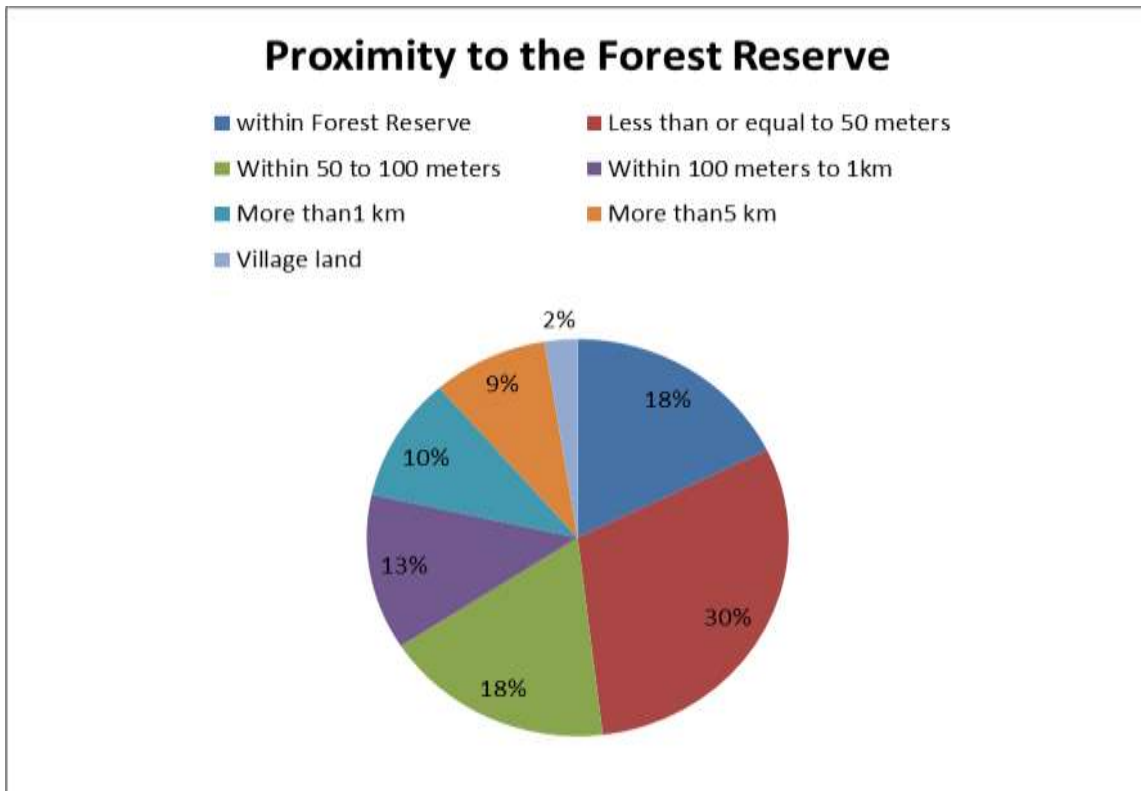 Proximity to the Forest Reserve
within Forest Reserve
Less than or equal to 50 meters
Within 50 to 100 meters
Within 100 meters to 1km
More than1 km
More than5 km
Village land
2%
9%
18%
10%
13%
30%
18%